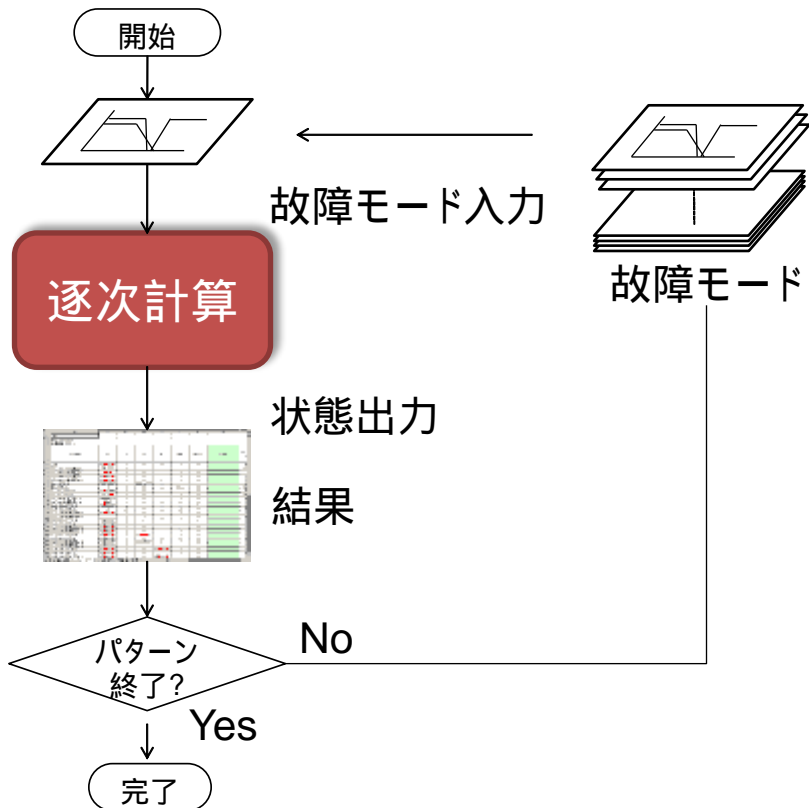 開始
故障モード入力
故障モード
逐次計算
状態出力
結果
パターン
終了?
No
Yes
完了